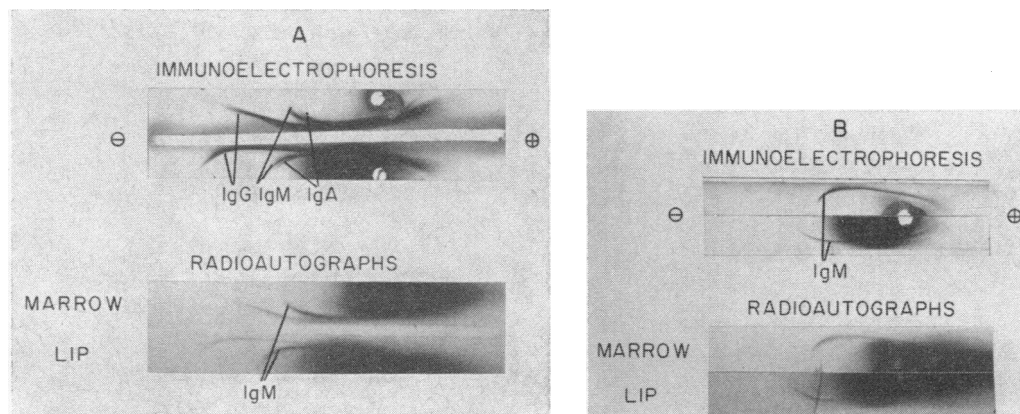 A
IMMUNOELECTROPHORESIS
⊖ ⊕
IgG IgM IgA
RADIOAUTOGRAPHS
MARROW
LIP
IgM
B
IMMUNOELECTROPHORESIS
⊖ ⊕
IgM
RADIOAUTOGRAPHS
MARROW
LIP